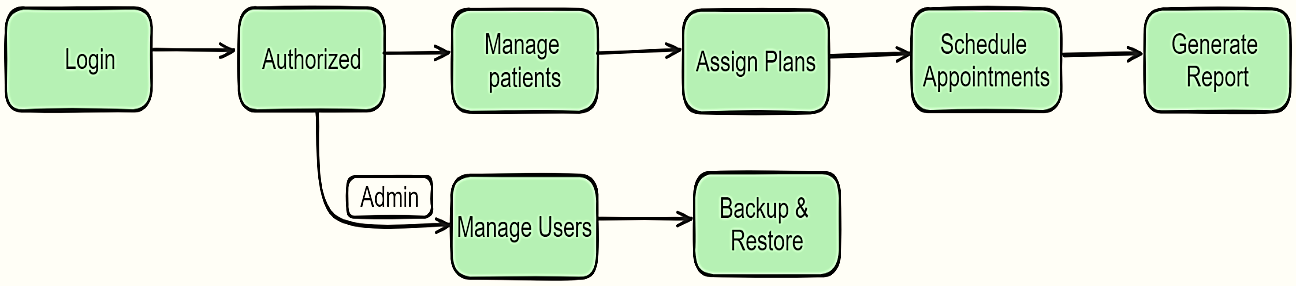 Login
Authorized
Manage
patients
Assign Plans
Schedule
Appointments
Generate
Report
Admin
Manage Users
Backup &
Restore